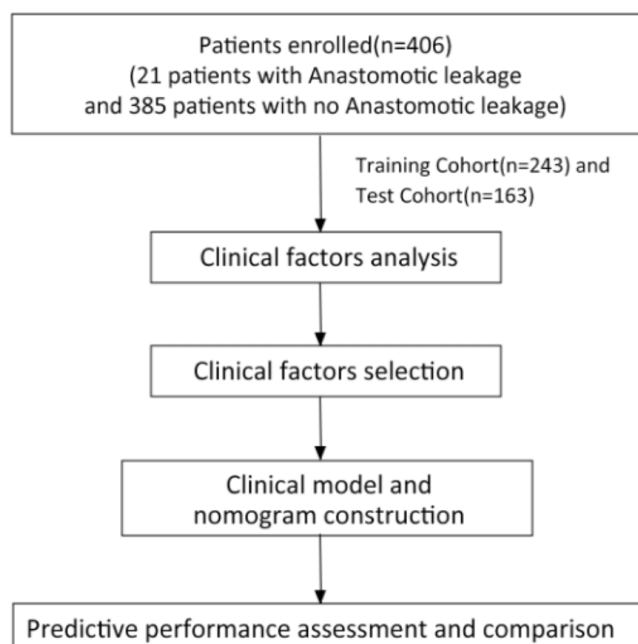 Patients enrolled(n=406)
(21 patients with Anastomotic leakage
and 385 patients with no Anastomotic leakage)
Training Cohort(n=243) and
Test Cohort(n=163)
Clinical factors analysis
Clinical factors selection
Clinical model and
nomogram construction
Predictive performance assessment and comparison